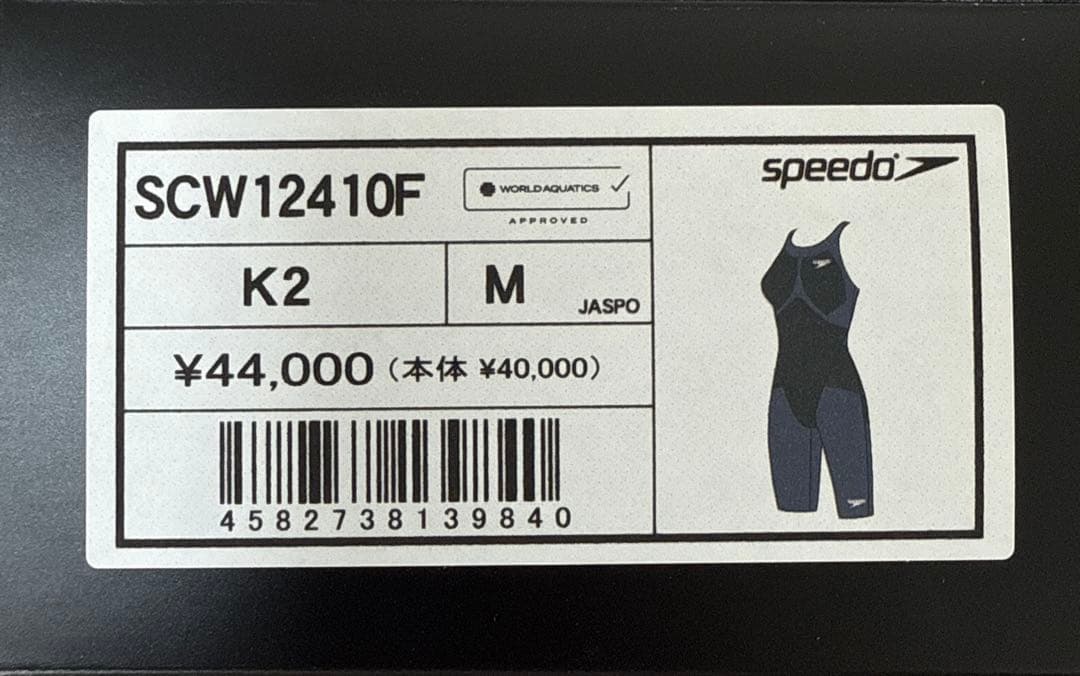 SCW12410F
WORLD AQUATICS
APPROVED
speedo
K2
M
JASPO
¥44,000 (本体 ¥40,000)
4582738139840